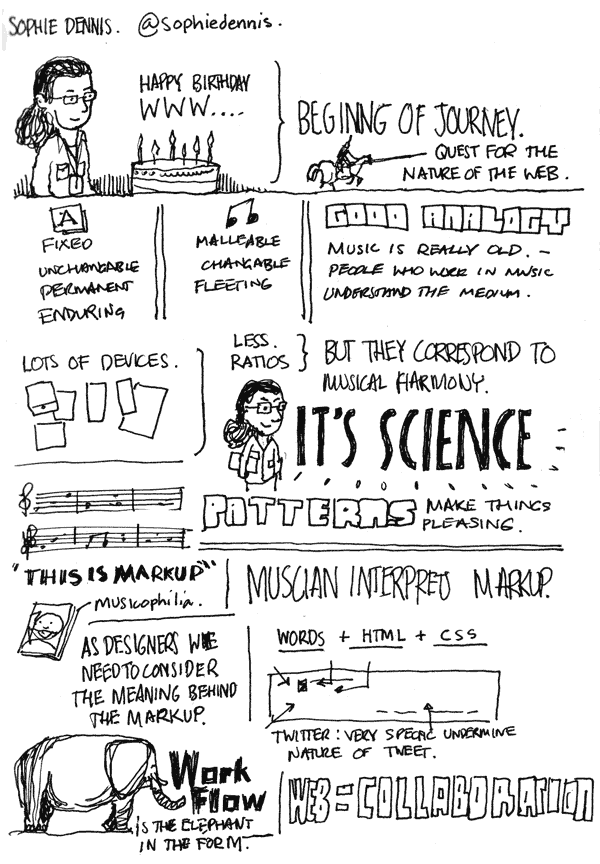 SOPHIE DENNIS. @sophiedennis.
HAPPY BIRTHDAY
WWW....
BEGINNG OF JOURNEY.
QUEST FOR THE
NATURE OF THE WEB.
A
FIXED
UNCHANGABLE
PERMANENT
ENDURING
MALLEABLE
CHANGABLE
FLEETING
GOOD ANALOGY
MUSIC IS REALLY OLD. –
PEOPLE WHO WORK IN MUSIC
UNDERSTAND THE MEDIUM.
LOTS OF DEVICES.
LESS.
RATIOS
BUT THEY CORRESPOND TO
MUSICAL HARMONY.
IT'S SCIENCE
PATTERNS MAKE THINGS
PLEASING.
"THIS IS MARKUP"
musicophilia.
MUSCIAN INTERPRETS MARKUP.
AS DESIGNERS WE
NEED TO CONSIDER
THE MEANING BEHIND
THE MARKUP.
WORDS + HTML + CSS
TWITTER: VERY SPECIFIC UNDERMINE
NATURE OF TWEET.
Work
Flow
IS THE ELEPHANT
IN THE FORM.
WEB = COLLABORATION